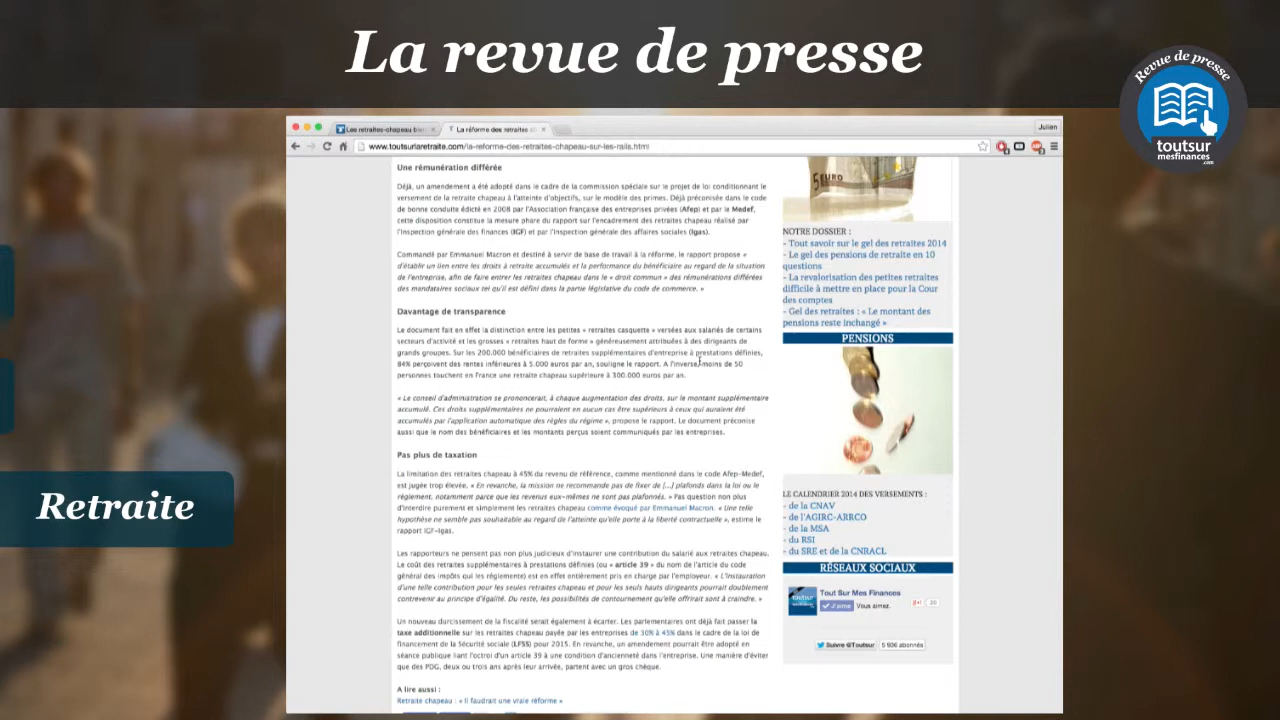 La revue de presse
Revue de presse
toutsur
mesfinances
.com
Retraite
Les retraites-chapeau bie
La réforme des retraites c
Julien
www.toutsurlaretraite.com/la-reforme-des-retraites-chapeau-sur-les-rails.html
Une rémunération différée
Déjà, un amendement a été adopté dans le cadre de la commission spéciale sur le projet de loi conditionnant le
versement de la retraite chapeau à l'atteinte d'objectifs, sur le modèle des primes. Déjà préconisée dans le code
de bonne conduite édicté en 2008 par l'Association française des entreprises privées (Afep) et par le Medef,
cette disposition constitue la mesure phare du rapport sur l'encadrement des retraites chapeau réalisé par
l'Inspection générale des finances (IGF) et par l'Inspection générale des affaires sociales (Igas).
Commandé par Emmanuel Macron et destiné à servir de base de travail à la réforme, le rapport propose «
d'établir un lien entre les droits à retraite accumulés et la performance du bénéficiaire au regard de la situation
de l'entreprise, afin de faire entrer les retraites chapeau dans le « droit commun » des rémunérations différées
des mandataires sociaux tel qu'il est défini dans la partie législative du code de commerce. »
Davantage de transparence
Le document fait en effet la distinction entre les petites « retraites casquette » versées aux salariés de certains
secteurs d'activité et les grosses « retraites haut de forme » généreusement attribuées à des dirigeants de
grands groupes. Sur les 200.000 bénéficiaires de retraites supplémentaires d'entreprise à prestations définies,
84% perçoivent des rentes inférieures à 5.000 euros par an, souligne le rapport. A l'inverse, moins de 50
personnes touchent en France une retraite chapeau supérieure à 300.000 euros par an.
« Le conseil d'administration se prononcerait, à chaque augmentation des droits, sur le montant supplémentaire
accumulé. Ces droits supplémentaires ne pourraient en aucun cas être supérieurs à ceux qui auraient été
accumulés par l'application automatique des règles du régime », propose le rapport. Le document préconise
aussi que le nom des bénéficiaires et les montants perçus soient communiqués par les entreprises.
Pas plus de taxation
La limitation des retraites chapeau à 45% du revenu de référence, comme mentionné dans le code Afep-Medef,
est jugée trop élevée. « En revanche, la mission ne recommande pas de fixer de [...] plafonds dans la loi ou le
règlement, notamment parce que les revenus eux-mêmes ne sont pas plafonnés. » Pas question non plus
d'interdire purement et simplement les retraites chapeau comme évoqué par Emmanuel Macron. « Une telle
hypothèse ne semble pas souhaitable au regard de l'atteinte qu'elle porte à la liberté contractuelle », estime le
rapport IGF-Igas.
Les rapporteurs ne pensent pas non plus judicieux d'instaurer une contribution du salarié aux retraites chapeau.
Le coût des retraites supplémentaires à prestations définies (ou « article 39 » du nom de l'article du code
général des impôts qui les réglemente) est en effet entièrement pris en charge par l'employeur. « L'instauration
d'une telle contribution pour les seules retraites chapeau et pour les seuls hauts dirigeants pourrait doublement
contrevenir au principe d'égalité. Du reste, les possibilités de contournement qu'elle offrirait sont à craindre. »
Un nouveau durcissement de la fiscalité serait également à écarter. Les parlementaires ont déjà fait passer la
taxe additionnelle sur les retraites chapeau payée par les entreprises de 30% à 45% dans le cadre de la loi de
financement de la Sécurité sociale (LFSS) pour 2015. En revanche, un amendement pourrait être adopté en
séance publique liant l'octroi d'un article 39 à une condition d'ancienneté dans l'entreprise. Une manière d'éviter
que des PDG, deux ou trois ans après leur arrivée, partent avec un gros chèque.
A lire aussi :
Retraite chapeau : « Il faudrait une vraie réforme »
5 EURO
NOTRE DOSSIER :
- Tout savoir sur le gel des retraites 2014
- Le gel des pensions de retraite en 10
questions
- La revalorisation des petites retraites
difficile à mettre en place pour la Cour
des comptes
- Gel des retraites : « Le montant des
pensions reste inchangé »
PENSIONS
LE CALENDRIER 2014 DES VERSEMENTS :
- de la CNAV
- de l'AGIRC-ARRCO
- de la MSA
- du RSI
- du SRE et de la CNRACL
RÉSEAUX SOCIAUX
Tout Sur Mes Finances
J'aime Vous aimez.
Suivre @Toutsur
5 906 abonnés